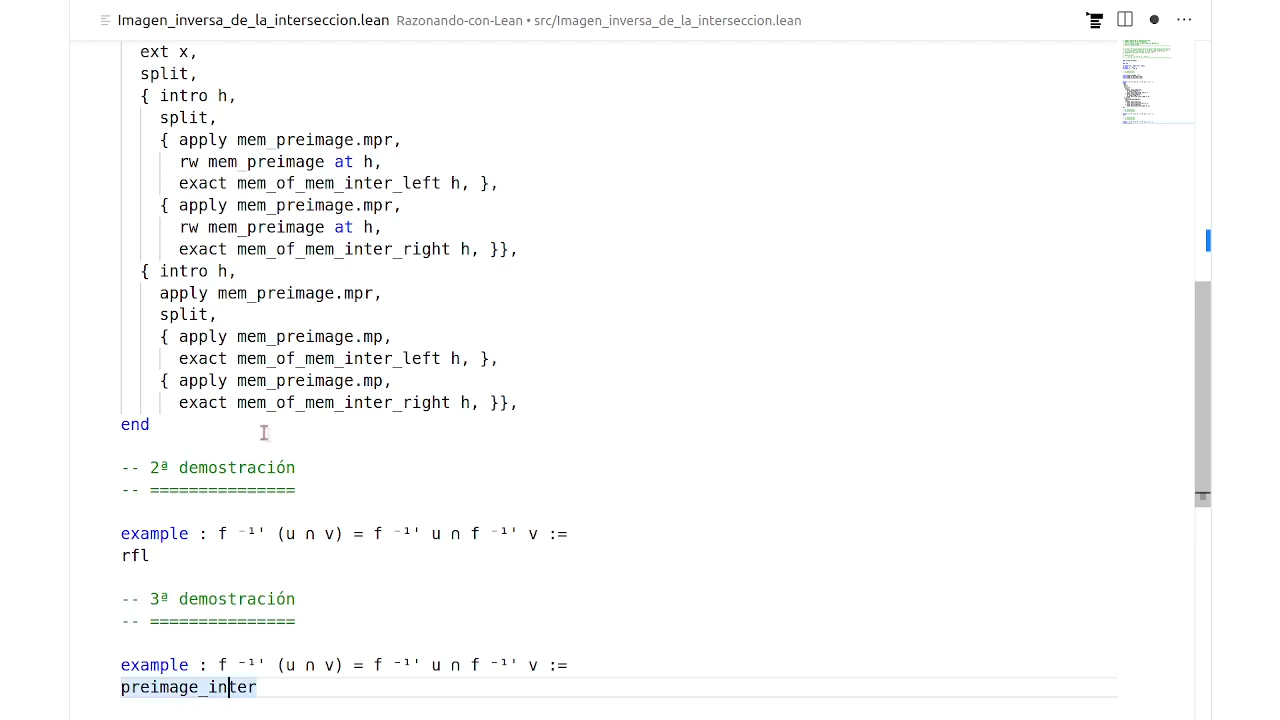 Imagen_inversa_de_la_interseccion.lean Razonando-con-Lean • src/Imagen_inversa_de_la_interseccion.lean
ext x,
split,
{ intro h,
split,
{ apply mem_preimage.mpr,
rw mem_preimage at h,
exact mem_of_mem_inter_left h, },
{ apply mem_preimage.mpr,
rw mem_preimage at h,
exact mem_of_mem_inter_right h, }},
{ intro h,
apply mem_preimage.mpr,
split,
{ apply mem_preimage.mp,
exact mem_of_mem_inter_left h, },
{ apply mem_preimage.mp,
exact mem_of_mem_inter_right h, }},
end
-- 2ª demostración
-- ===============
example : f ⁻¹' (u ∩ v) = f ⁻¹' u ∩ f ⁻¹' v :=
rfl
-- 3ª demostración
-- ===============
example : f ⁻¹' (u ∩ v) = f ⁻¹' u ∩ f ⁻¹' v :=
preimage_inter